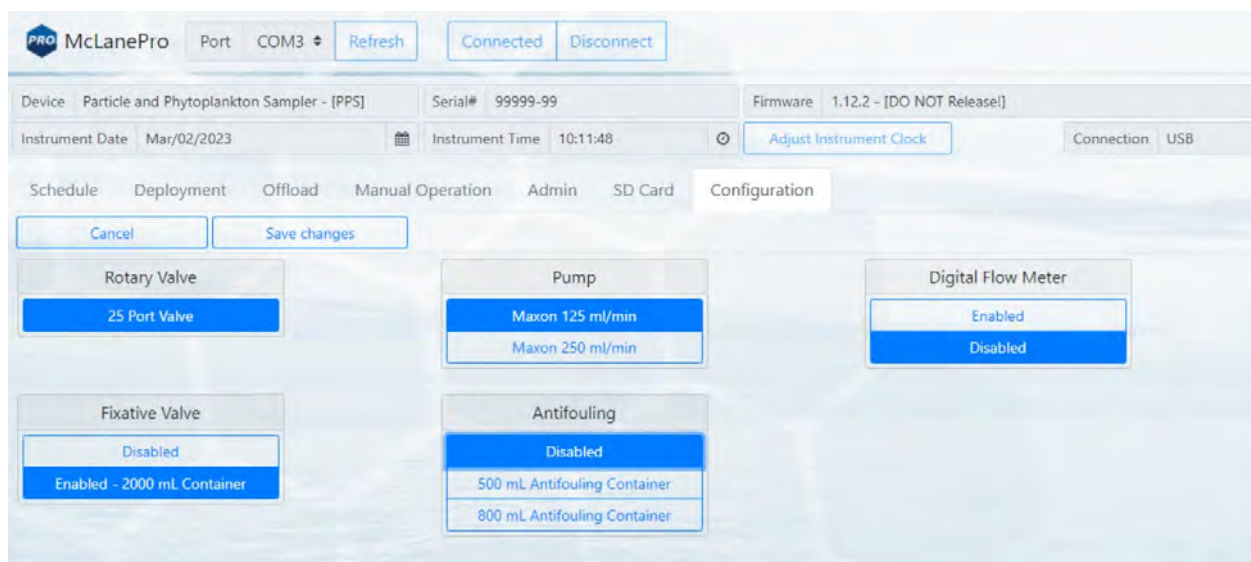 PRO McLanePro Port COM3 Refresh Connected Disconnect
Device Particle and Phytoplankton Sampler - [PPS] Serial# 99999-99 Firmware 1.12.2 - [DO NOT Release!]
Instrument Date Mar/02/2023 Instrument Time 10:11:48 Adjust Instrument Clock Connection USB
Schedule Deployment Offload Manual Operation Admin SD Card Configuration
Cancel Save changes
Rotary Valve Pump Digital Flow Meter
25 Port Valve Maxon 125 ml/min Enabled
Maxon 250 ml/min Disabled
Fixative Valve Antifouling
Disabled Disabled
Enabled - 2000 mL Container 500 mL Antifouling Container
800 mL Antifouling Container